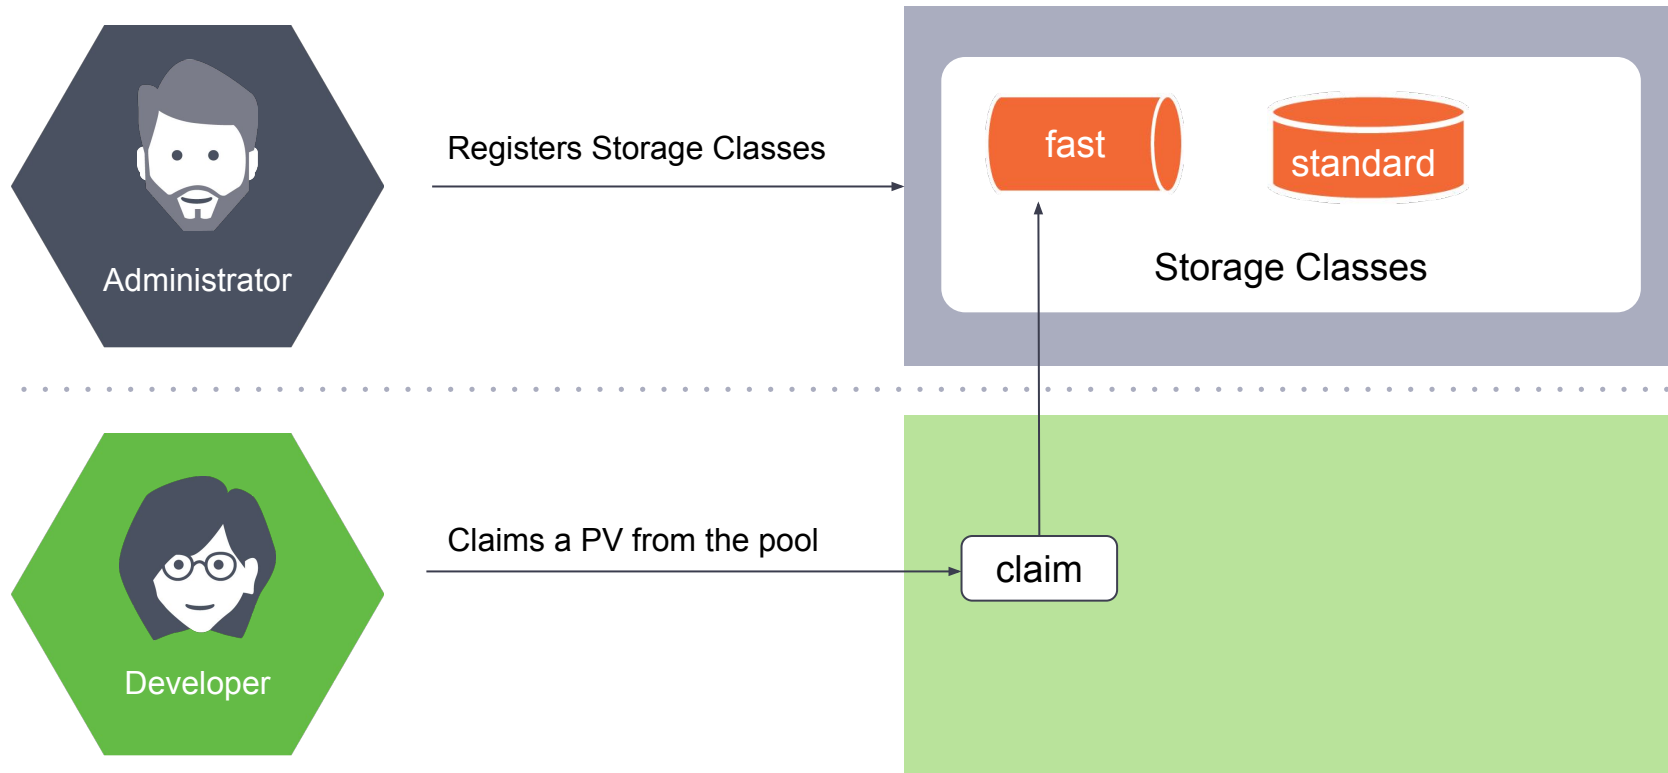 Administrator
Registers Storage Classes
fast
standard
Storage Classes
Developer
Claims a PV from the pool
claim